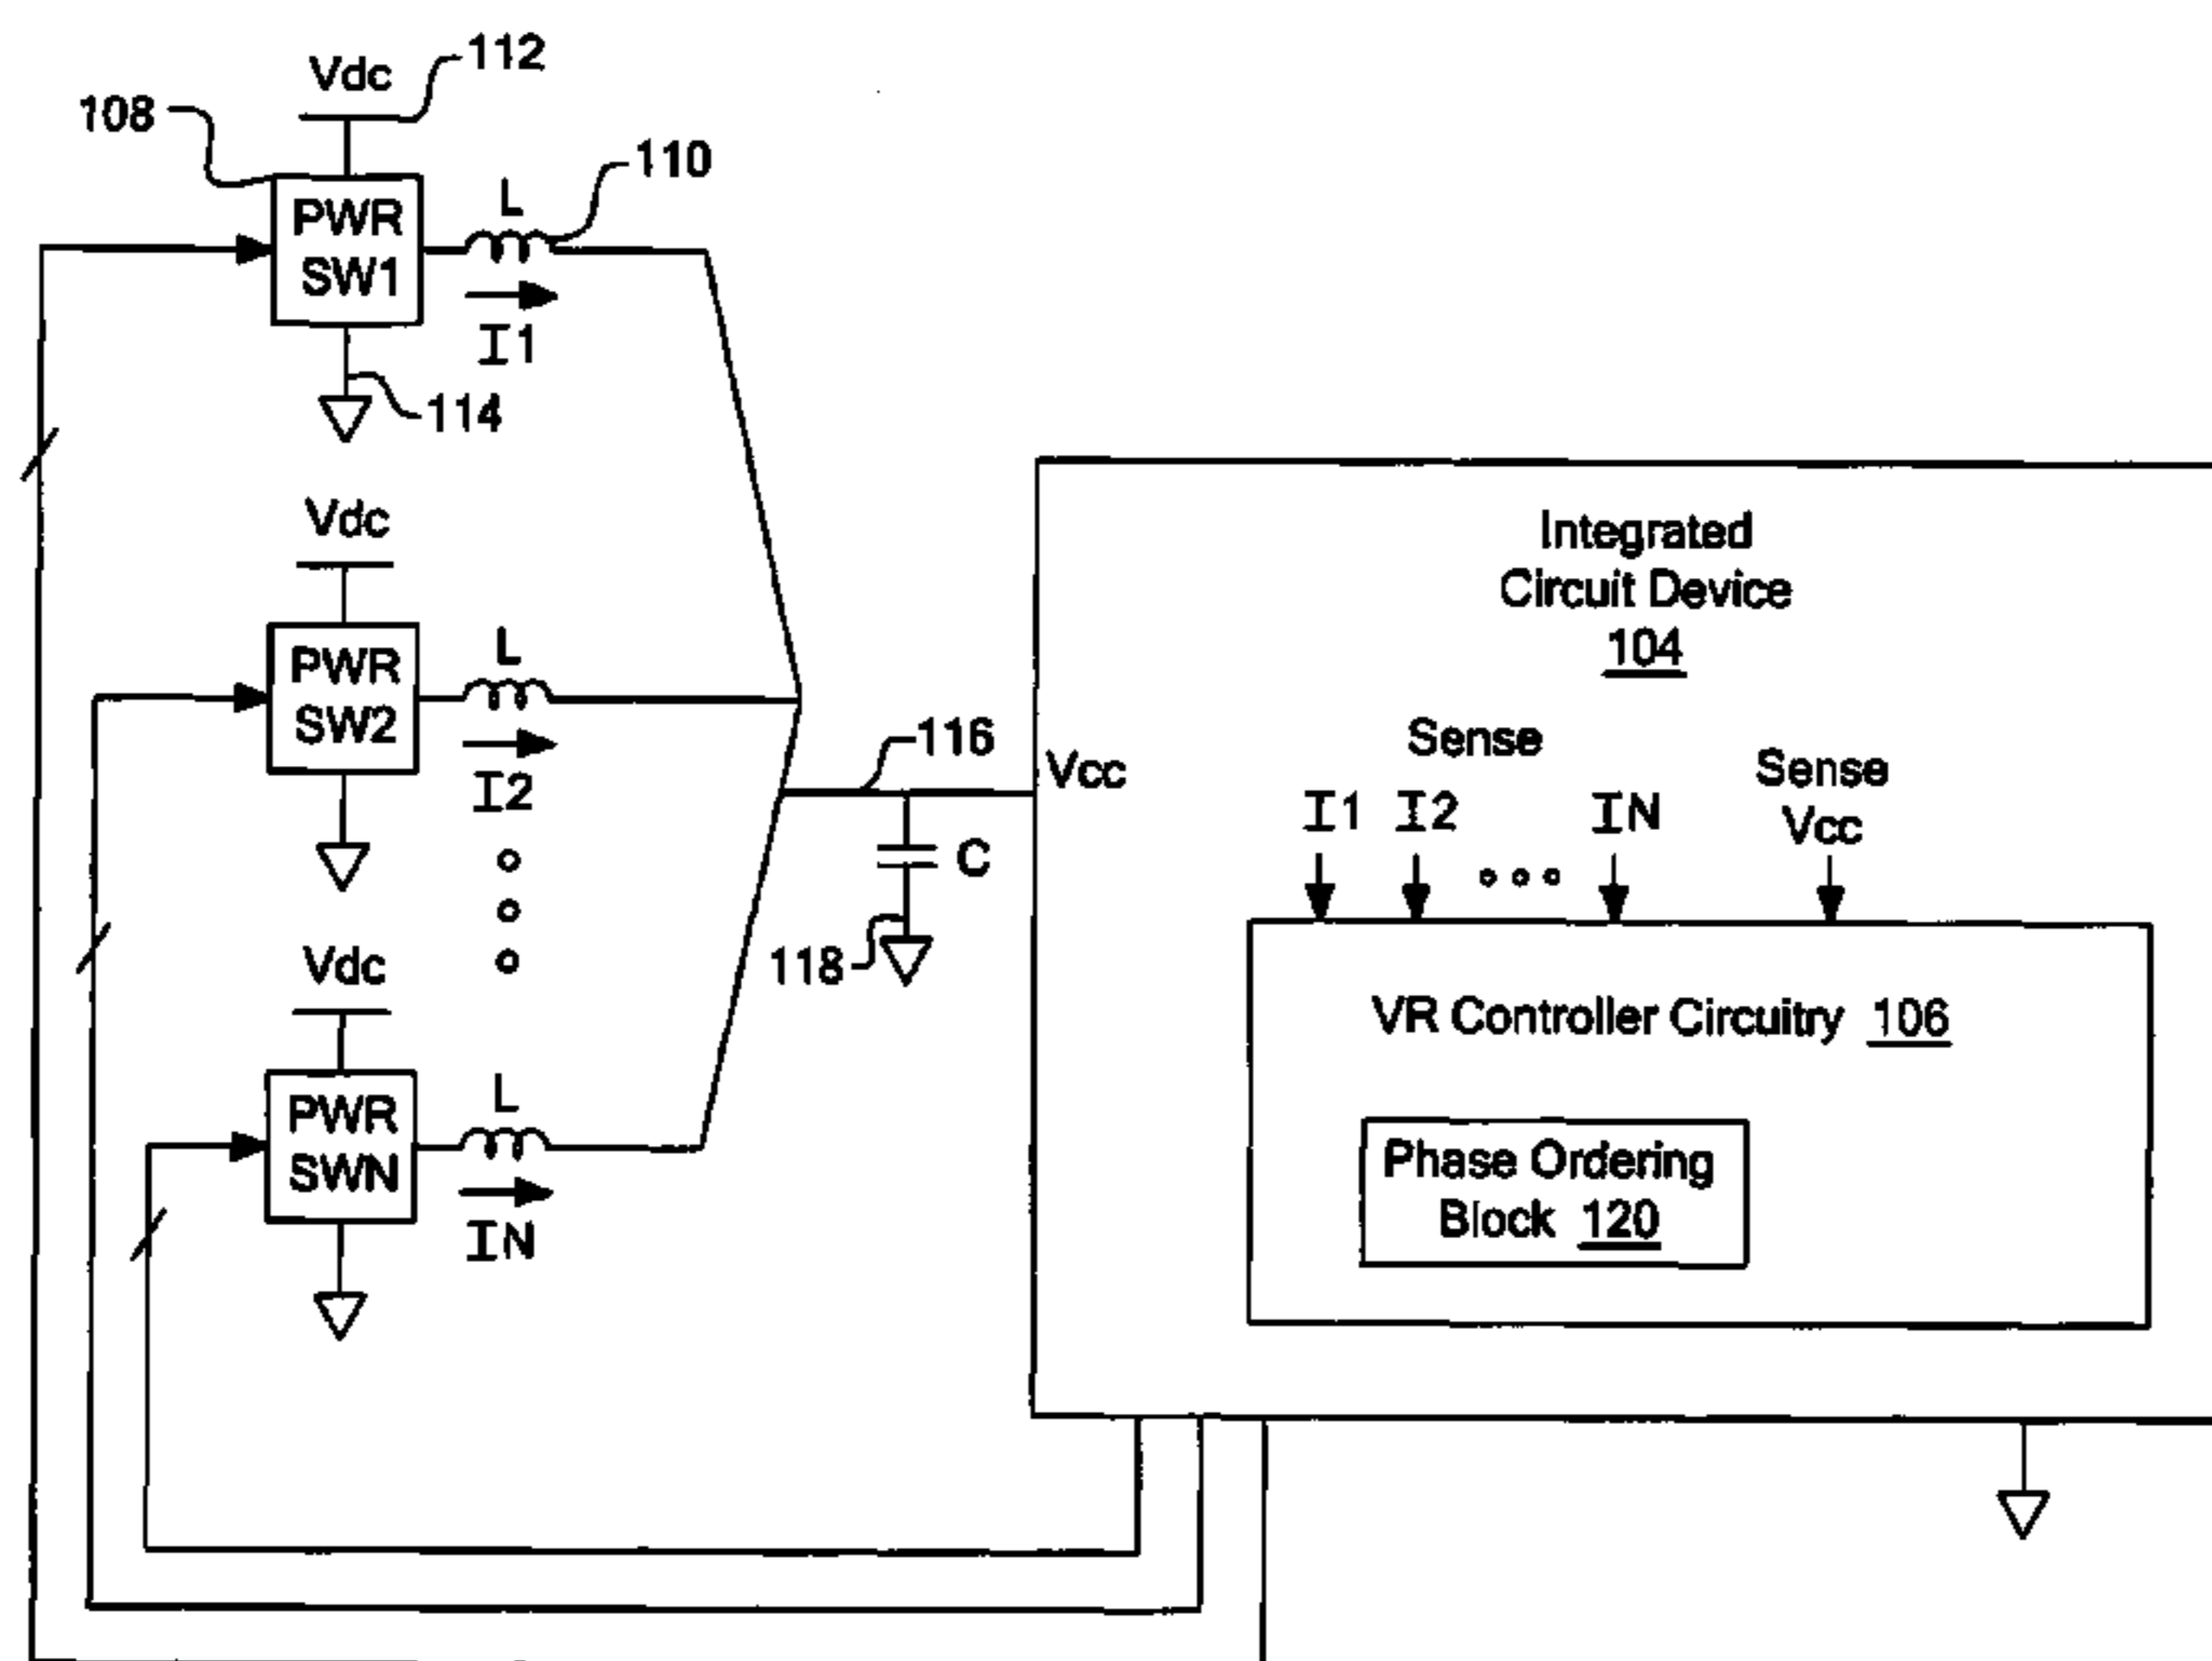 Vdc
112
108
110
L
PWR
SW1
I1
114
Vdc
L
PWR
SW2
I2
Vdc
L
PWR
SWN
IN
116
C
118
Vcc
Integrated
Circuit Device
104
Sense
I1 I2 IN
Sense
Vcc
VR Controller Circuitry 106
Phase Ordering
Block 120